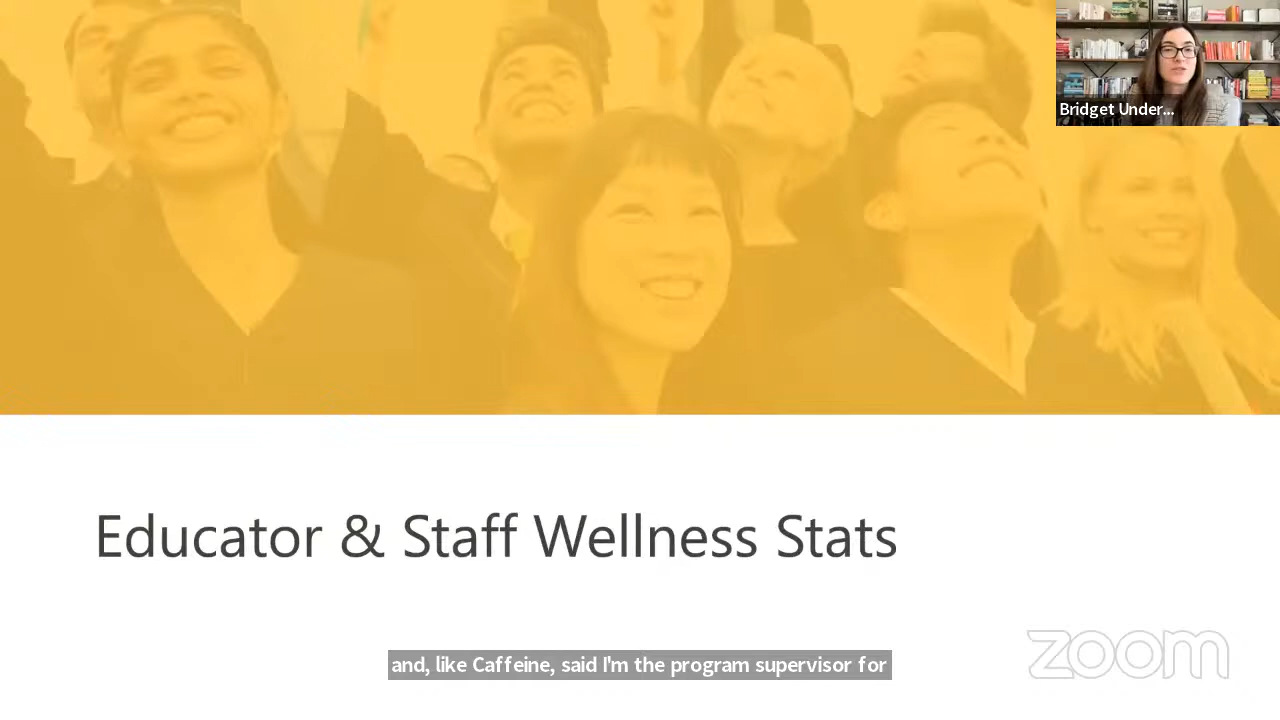 Bridget Under...
Educator & Staff Wellness Stats
and, like Caffeine, said I'm the program supervisor for
zoom